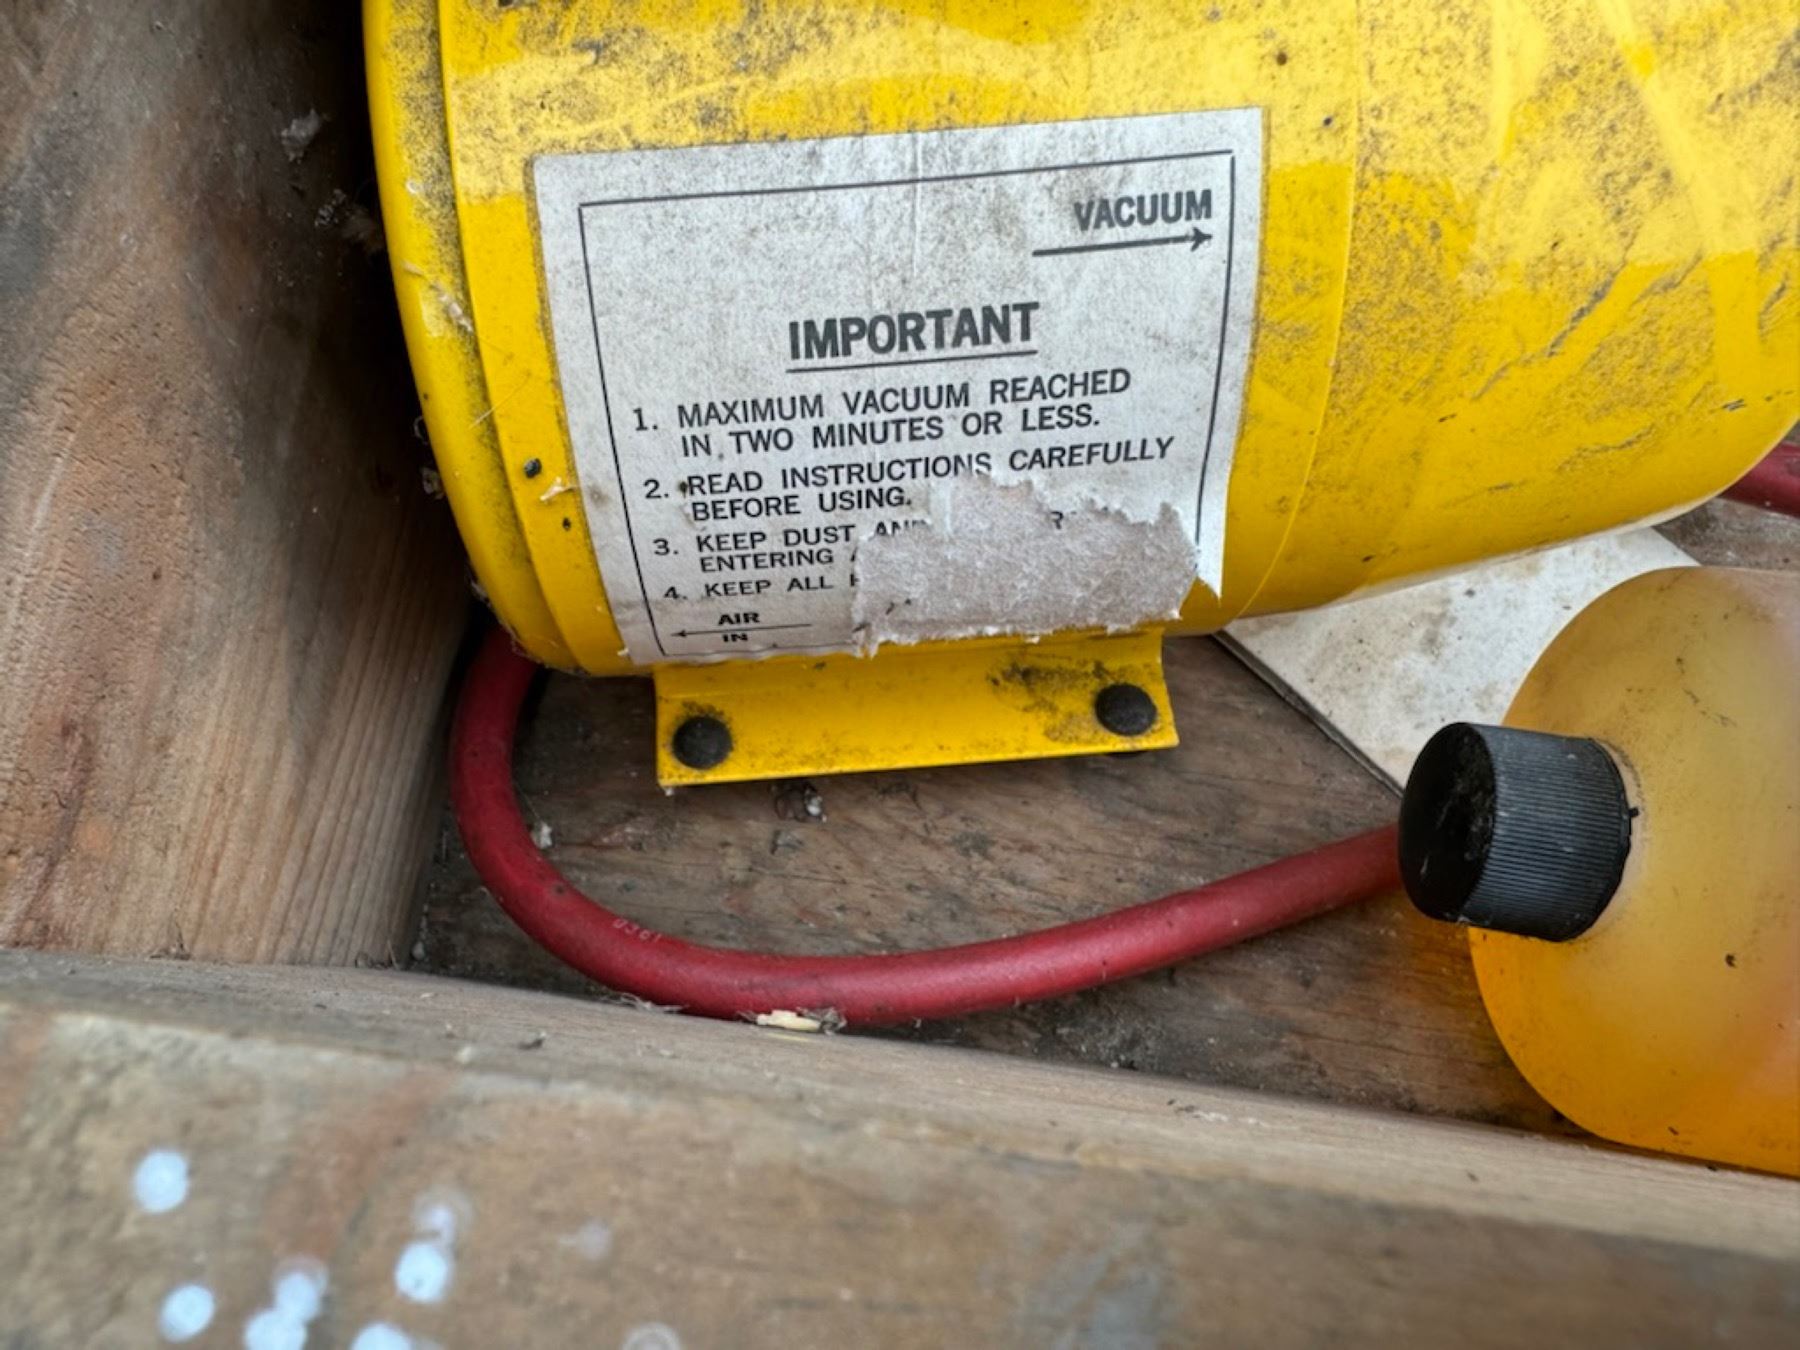 VACUUM
IMPORTANT
1. MAXIMUM VACUUM REACHED
IN TWO MINUTES OR LESS.
2. READ INSTRUCTIONS CAREFULLY
BEFORE USING.
3. KEEP DUST
ENTERING
4. KEEP ALL
AIR
IN